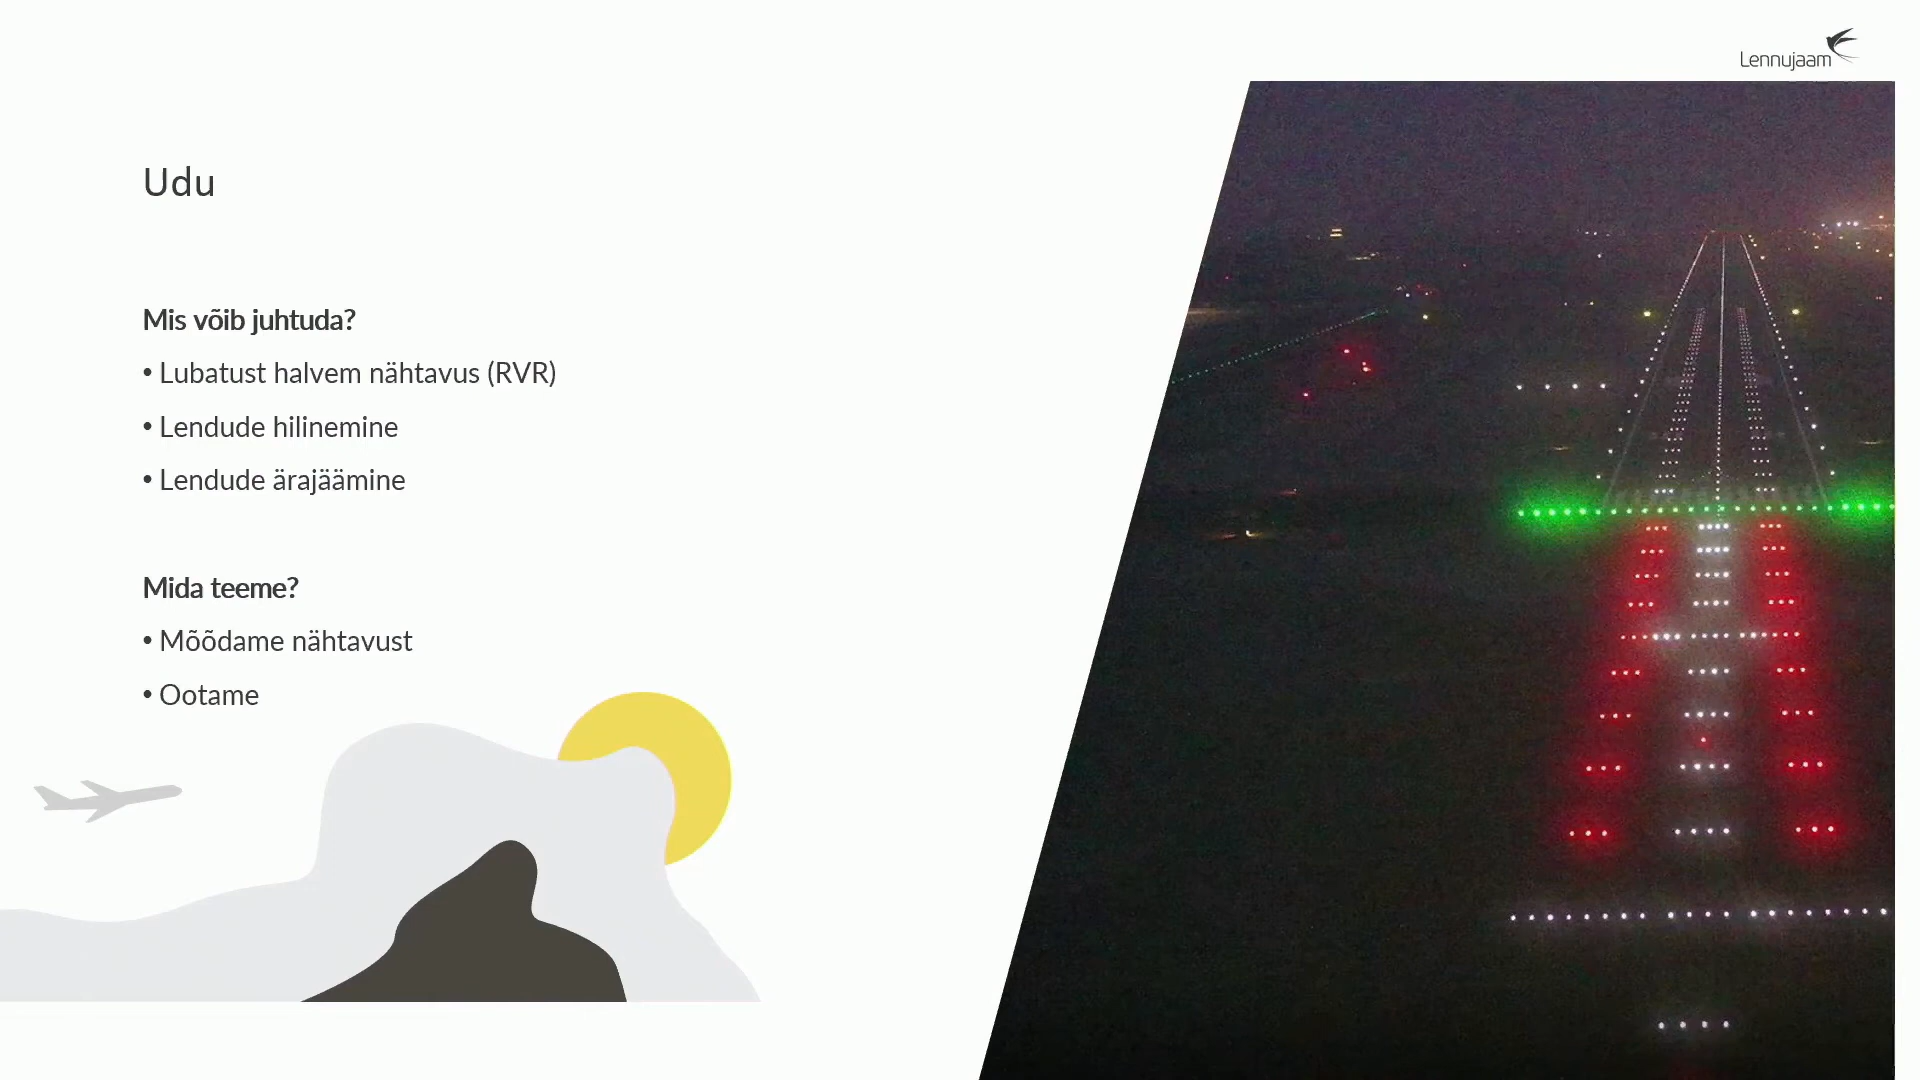 Lennujaam
Udu
Mis võib juhtuda?
• Lubatust halvem nähtavus (RVR)
• Lendude hilinemine
• Lendude ärajäämine
Mida teeme?
• Mõõdame nähtavust
• Ootame